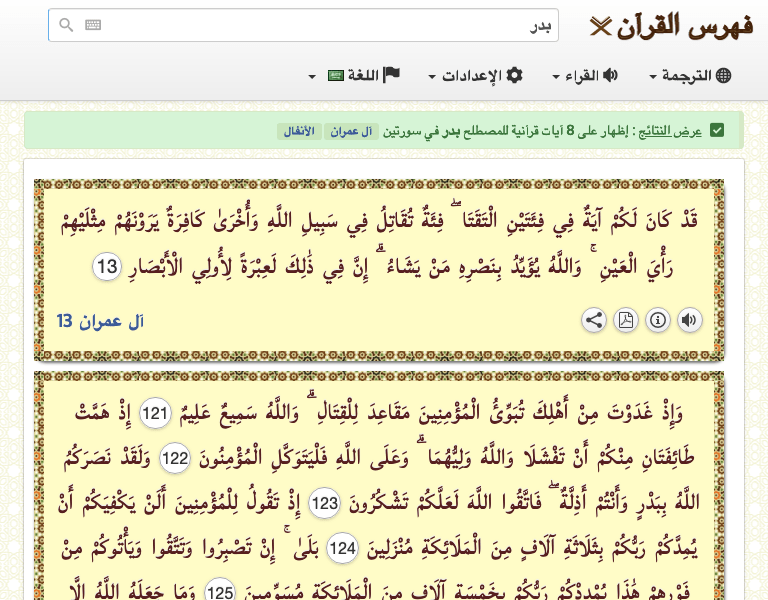 فهرس القرآن
بدر
الترجمة القراء الإعدادات اللغة
عرض النتائج : إظهار على 8 آيات قرآنية للمصطلح بدر في سورتين آل عمران الأنفال
قَدْ كَانَ لَكُمْ آيَةٌ فِي فِئَتَيْنِ الْتَقَتَا ۖ فِئَةٌ تُقَاتِلُ فِي سَبِيلِ اللَّهِ وَأُخْرَىٰ كَافِرَةٌ يَرَوْنَهُمْ مِثْلَيْهِمْ
رَأْيَ الْعَيْنِ ۚ وَاللَّهُ يُؤَيِّدُ بِنَصْرِهِ مَنْ يَشَاءُ ۗ إِنَّ فِي ذَٰلِكَ لَعِبْرَةً لِأُولِي الْأَبْصَارِ 13
آل عمران 13
وَإِذْ غَدَوْتَ مِنْ أَهْلِكَ تُبَوِّئُ الْمُؤْمِنِينَ مَقَاعِدَ لِلْقِتَالِ ۗ وَاللَّهُ سَمِيعٌ عَلِيمٌ 121 إِذْ هَمَّتْ
طَائِفَتَانِ مِنْكُمْ أَنْ تَفْشَلَا وَاللَّهُ وَلِيُّهُمَا ۗ وَعَلَى اللَّهِ فَلْيَتَوَكَّلِ الْمُؤْمِنُونَ 122 وَلَقَدْ نَصَرَكُمُ
اللَّهُ بِبَدْرٍ وَأَنْتُمْ أَذِلَّةٌ ۖ فَاتَّقُوا اللَّهَ لَعَلَّكُمْ تَشْكُرُونَ 123 إِذْ تَقُولُ لِلْمُؤْمِنِينَ أَلَنْ يَكْفِيَكُمْ أَنْ
يُمِدَّكُمْ رَبُّكُمْ بِثَلَاثَةِ آلَافٍ مِنَ الْمَلَائِكَةِ مُنْزَلِينَ 124 بَلَىٰ ۚ إِنْ تَصْبِرُوا وَتَتَّقُوا وَيَأْتُوكُمْ مِنْ
فَوْرِهِمْ هَٰذَا يُمْدِدْكُمْ رَبُّكُمْ بِخَمْسَةِ آلَافٍ مِنَ الْمَلَائِكَةِ مُسَوِّمِينَ 125 وَمَا جَعَلَهُ اللَّهُ إِلَّا